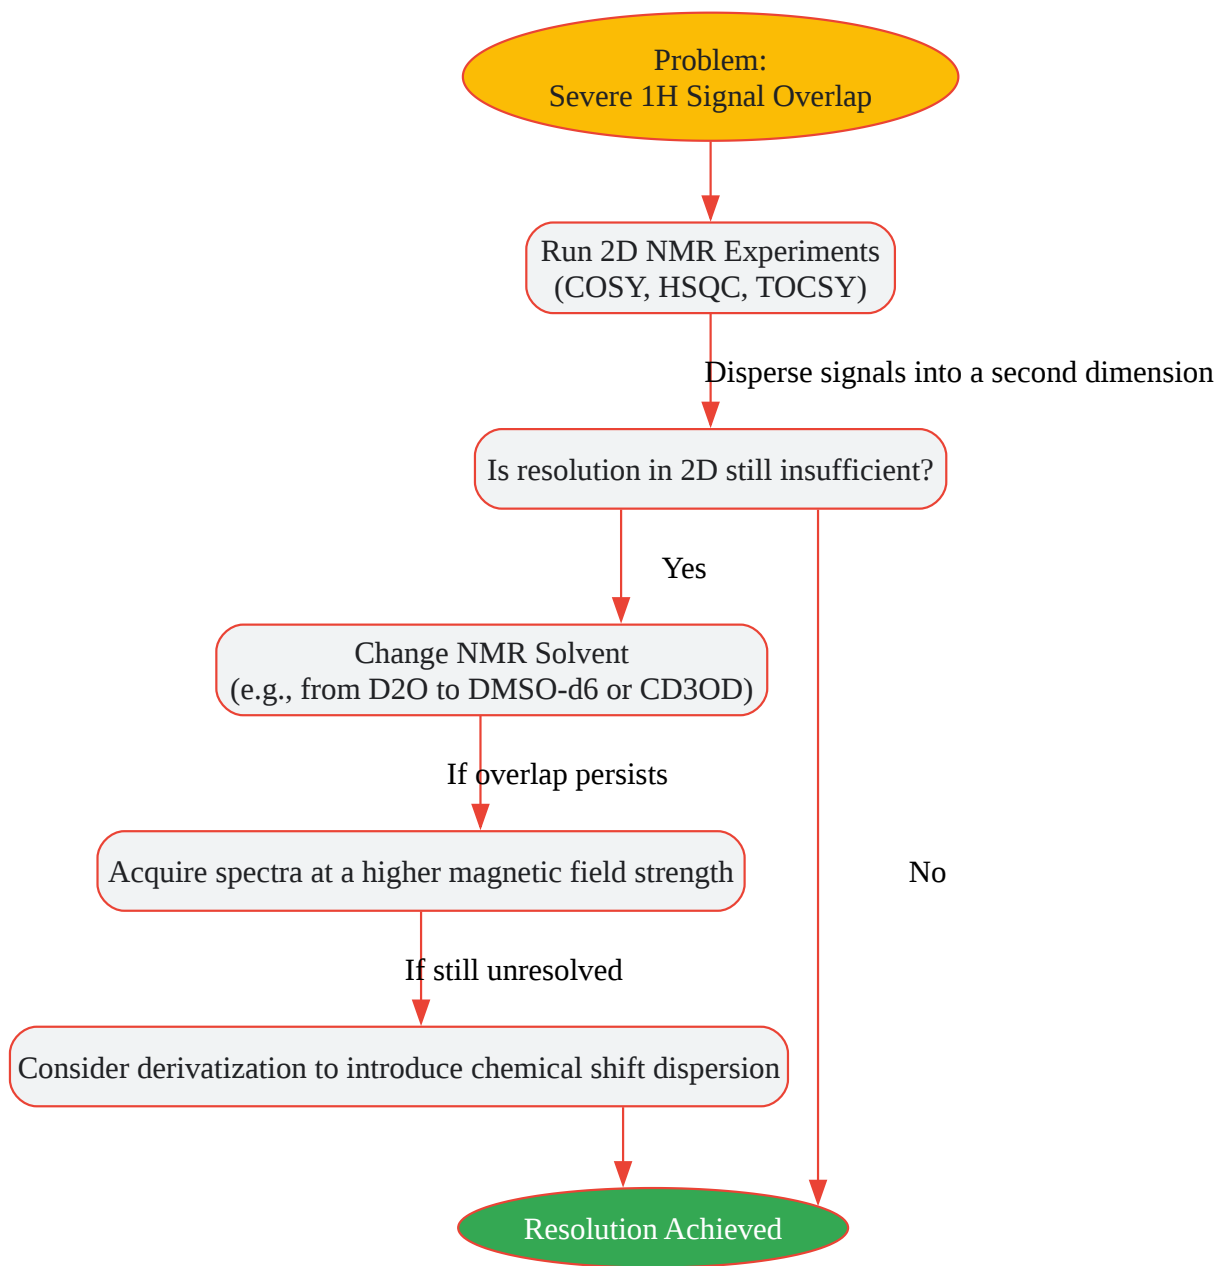 Problem:
Severe 1H Signal Overlap
Run 2D NMR Experiments
(COSY, HSQC, TOCSY)
Disperse signals into a second dimension
Is resolution in 2D still insufficient?
Yes
Change NMR Solvent
(e.g., from D2O to DMSO-d6 or CD3OD)
If overlap persists
Acquire spectra at a higher magnetic field strength
No
If still unresolved
Consider derivatization to introduce chemical shift dispersion
Resolution Achieved